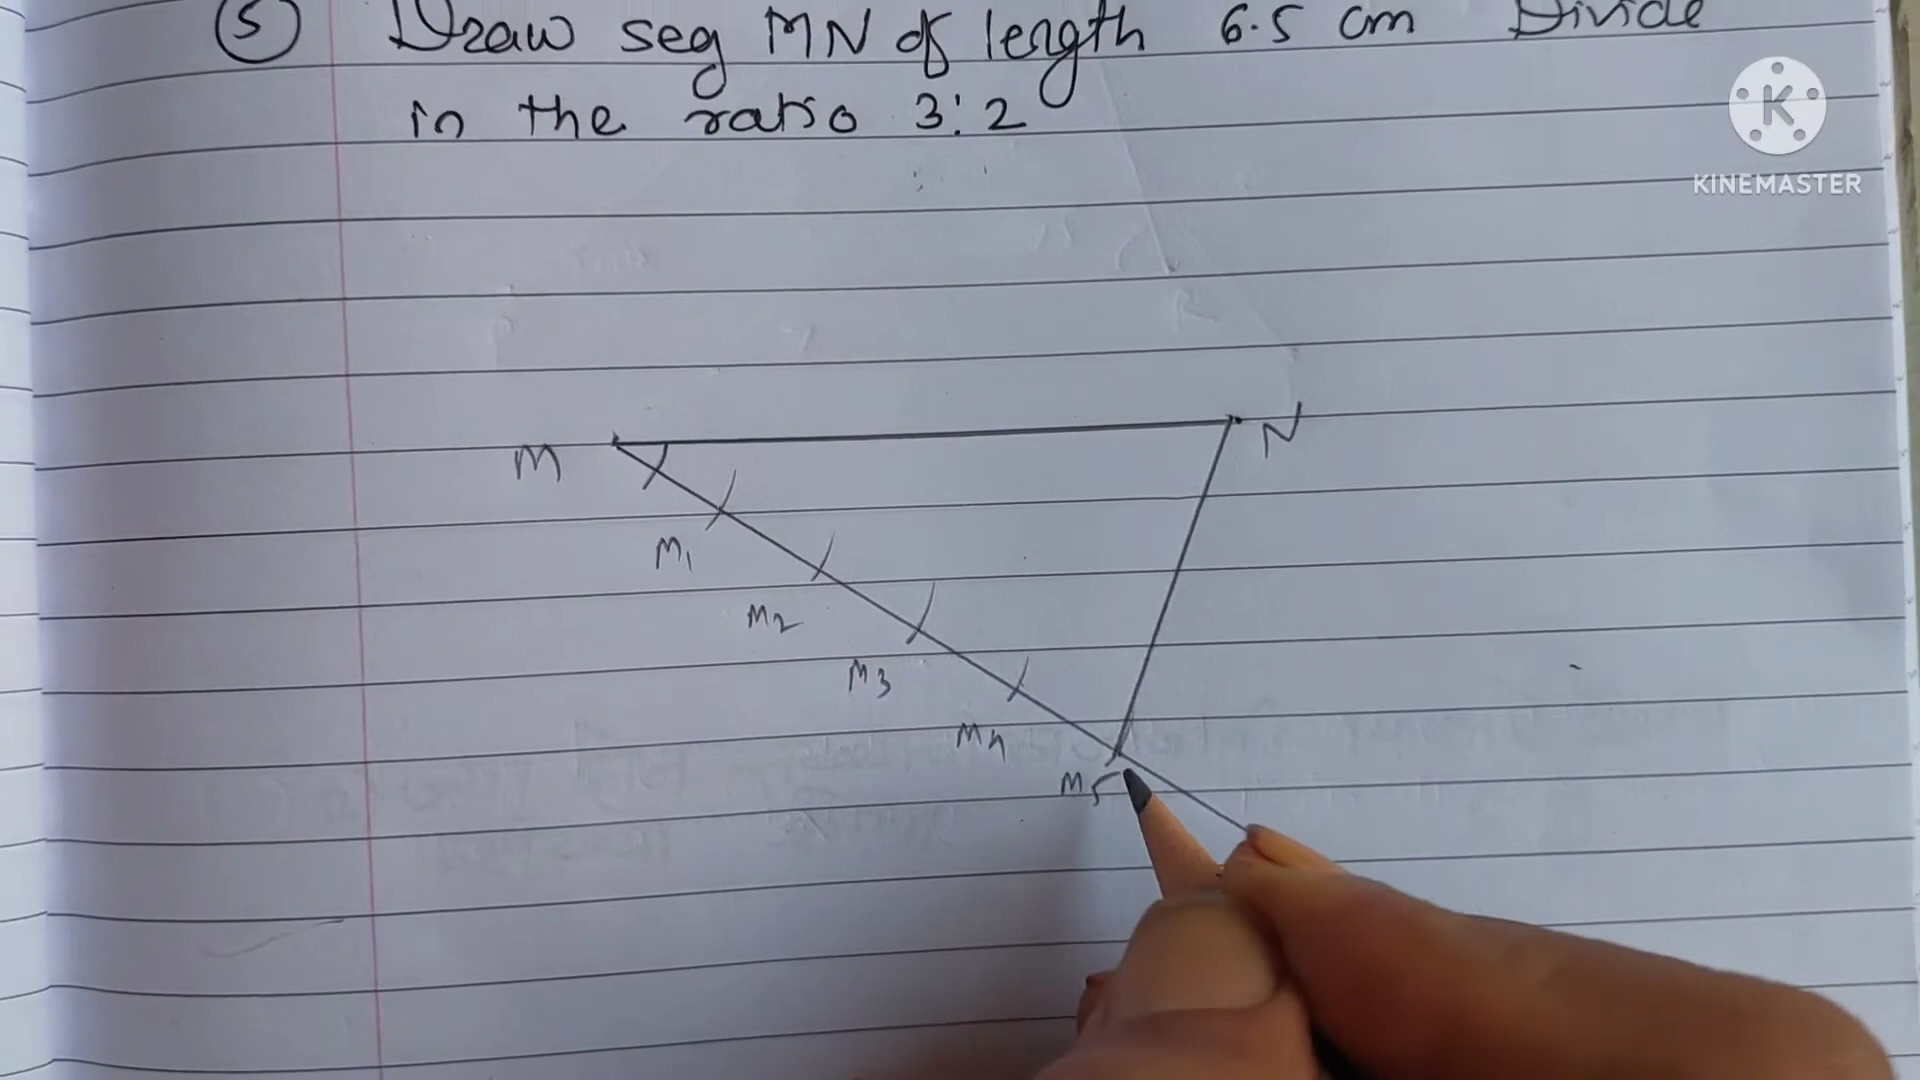 5 Draw seg MN of length 6.5 cm Divide
in the ratio 3:2
K
KINEMASTER
M
N
M1
M2
M3
M4
M5